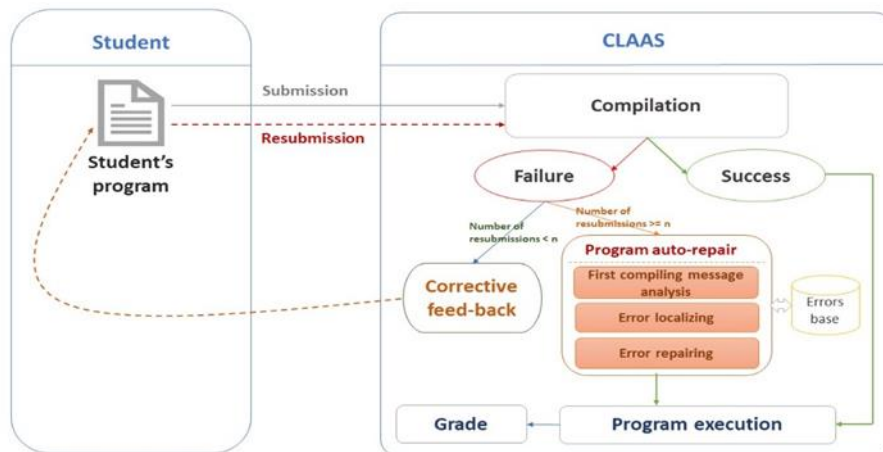 Student
CLAAS
Submission
Resubmission
Student's
program
Compilation
Failure
Success
Number of
resubmissions < n
Number of
resubmissions >= n
Program auto-repair
First compiling message
analysis
Error localizing
Error repairing
Errors
base
Corrective
feed-back
Grade
Program execution